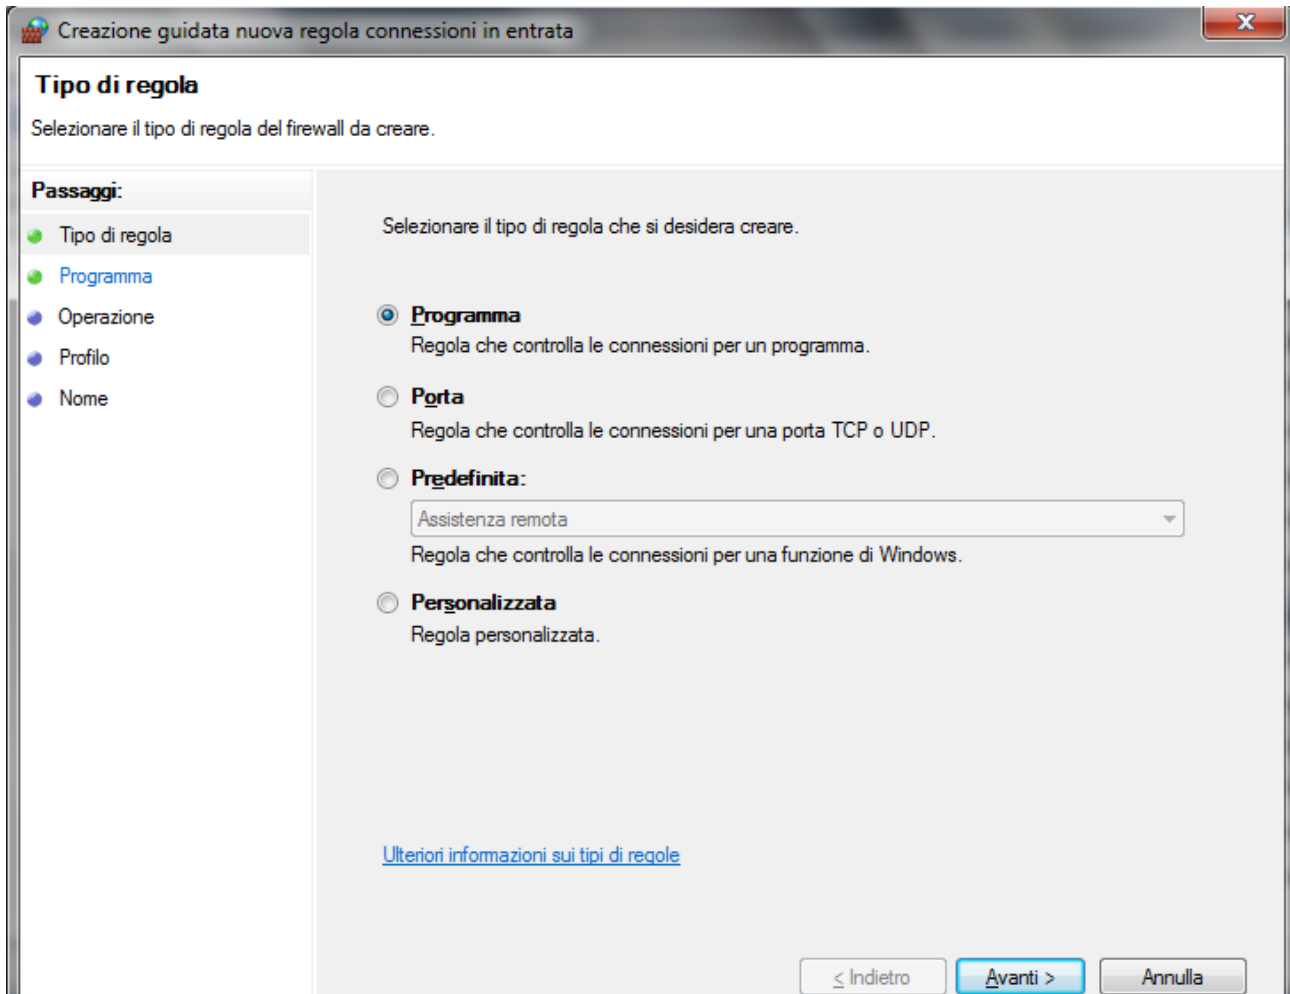 Creazione guidata nuova regola connessioni in entrata
Tipo di regola
Selezionare il tipo di regola del firewall da creare.
Passaggi:
Tipo di regola
Programma
Operazione
Profilo
Nome
Selezionare il tipo di regola che si desidera creare.
Programma
Regola che controlla le connessioni per un programma.
Porta
Regola che controlla le connessioni per una porta TCP o UDP.
Predefinita:
Assistenza remota
Regola che controlla le connessioni per una funzione di Windows.
Personalizzata
Regola personalizzata.
Ulteriori informazioni sui tipi di regole
< Indietro
Avanti >
Annulla